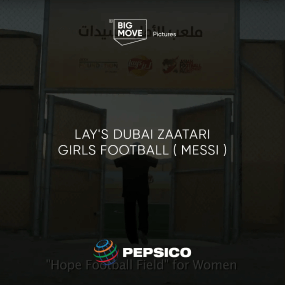 BIG
MOVE
Pictures
LAY'S DUBAI ZAATARI
GIRLS FOOTBALL ( MESSI )
PEPSICO
"Hope Football Field" for Women